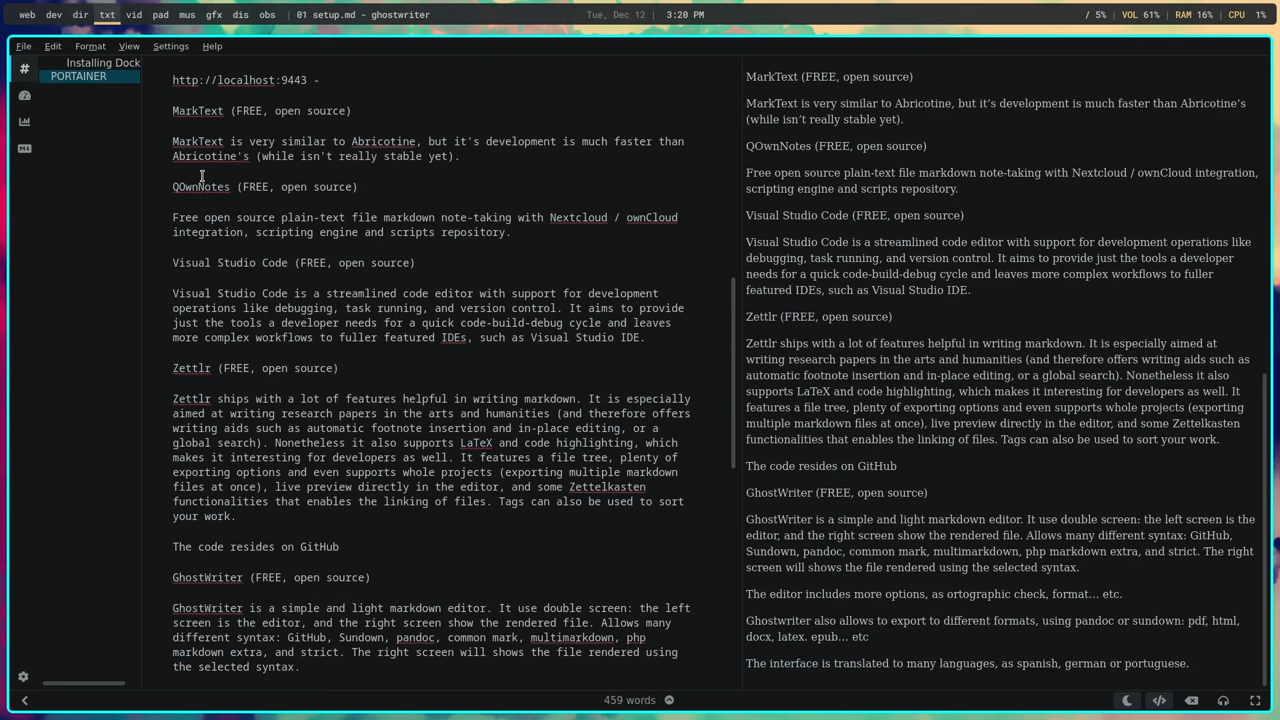 web dev dir txt vid pad mus gfx dis obs | 01 setup.md - ghostwriter
Tue, Dec 12 | 3:20 PM
/ 5% | VOL 61% | RAM 16% | CPU 1%
File Edit Format View Settings Help
Installing Dock
PORTAINER
http://localhost:9443 -
MarkText (FREE, open source)
MarkText is very similar to Abricotine, but it's development is much faster than
Abricotine's (while isn't really stable yet).
QOwnNotes (FREE, open source)
Free open source plain-text file markdown note-taking with Nextcloud / ownCloud
integration, scripting engine and scripts repository.
Visual Studio Code (FREE, open source)
Visual Studio Code is a streamlined code editor with support for development
operations like debugging, task running, and version control. It aims to provide
just the tools a developer needs for a quick code-build-debug cycle and leaves
more complex workflows to fuller featured IDEs, such as Visual Studio IDE.
Zettlr (FREE, open source)
Zettlr ships with a lot of features helpful in writing markdown. It is especially
aimed at writing research papers in the arts and humanities (and therefore offers
writing aids such as automatic footnote insertion and in-place editing, or a
global search). Nonetheless it also supports LaTeX and code highlighting, which
makes it interesting for developers as well. It features a file tree, plenty of
exporting options and even supports whole projects (exporting multiple markdown
files at once), live preview directly in the editor, and some Zettelkasten
functionalities that enables the linking of files. Tags can also be used to sort
your work.
The code resides on GitHub
GhostWriter (FREE, open source)
GhostWriter is a simple and light markdown editor. It use double screen: the left
screen is the editor, and the right screen show the rendered file. Allows many
different syntax: GitHub, Sundown, pandoc, common mark, multimarkdown, php
markdown extra, and strict. The right screen will shows the file rendered using
the selected syntax.
MarkText (FREE, open source)
MarkText is very similar to Abricotine, but it’s development is much faster than Abricotine’s
(while isn’t really stable yet).
QOwnNotes (FREE, open source)
Free open source plain-text file markdown note-taking with Nextcloud / ownCloud integration,
scripting engine and scripts repository.
Visual Studio Code (FREE, open source)
Visual Studio Code is a streamlined code editor with support for development operations like
debugging, task running, and version control. It aims to provide just the tools a developer
needs for a quick code-build-debug cycle and leaves more complex workflows to fuller
featured IDEs, such as Visual Studio IDE.
Zettlr (FREE, open source)
Zettlr ships with a lot of features helpful in writing markdown. It is especially aimed at
writing research papers in the arts and humanities (and therefore offers writing aids such as
automatic footnote insertion and in-place editing, or a global search). Nonetheless it also
supports LaTeX and code highlighting, which makes it interesting for developers as well. It
features a file tree, plenty of exporting options and even supports whole projects (exporting
multiple markdown files at once), live preview directly in the editor, and some Zettelkasten
functionalities that enables the linking of files. Tags can also be used to sort your work.
The code resides on GitHub
GhostWriter (FREE, open source)
GhostWriter is a simple and light markdown editor. It use double screen: the left screen is the
editor, and the right screen show the rendered file. Allows many different syntax: GitHub,
Sundown, pandoc, common mark, multimarkdown, php markdown extra, and strict. The right
screen will shows the file rendered using the selected syntax.
The editor includes more options, as ortographic check, format… etc.
Ghostwriter also allows to export to different formats, using pandoc or sundown: pdf, html,
docx, latex. epub… etc
The interface is translated to many languages, as spanish, german or portuguese.
459 words